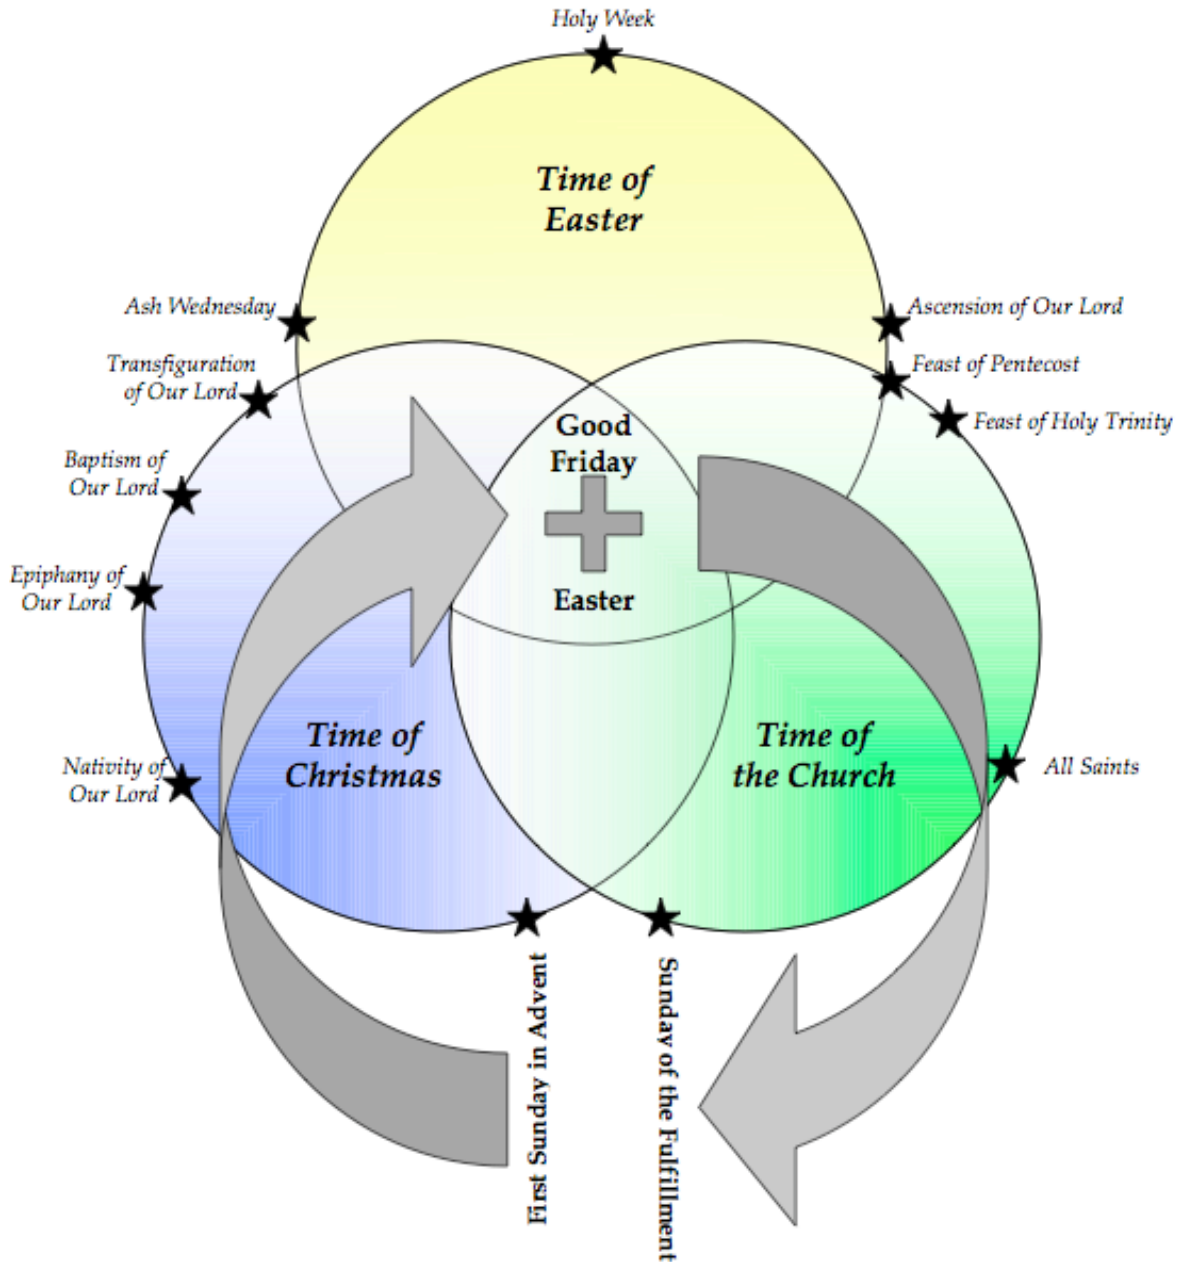 Holy Week
Time of
Easter
Ash Wednesday
Ascension of Our Lord
Transfiguration
of Our Lord
Feast of Pentecost
Feast of Holy Trinity
Good
Friday
Baptism of
Our Lord
Epiphany of
Our Lord
Easter
Time of
Christmas
Time of
the Church
Nativity of
Our Lord
All Saints
First Sunday in Advent
Sunday of the Fulfillment